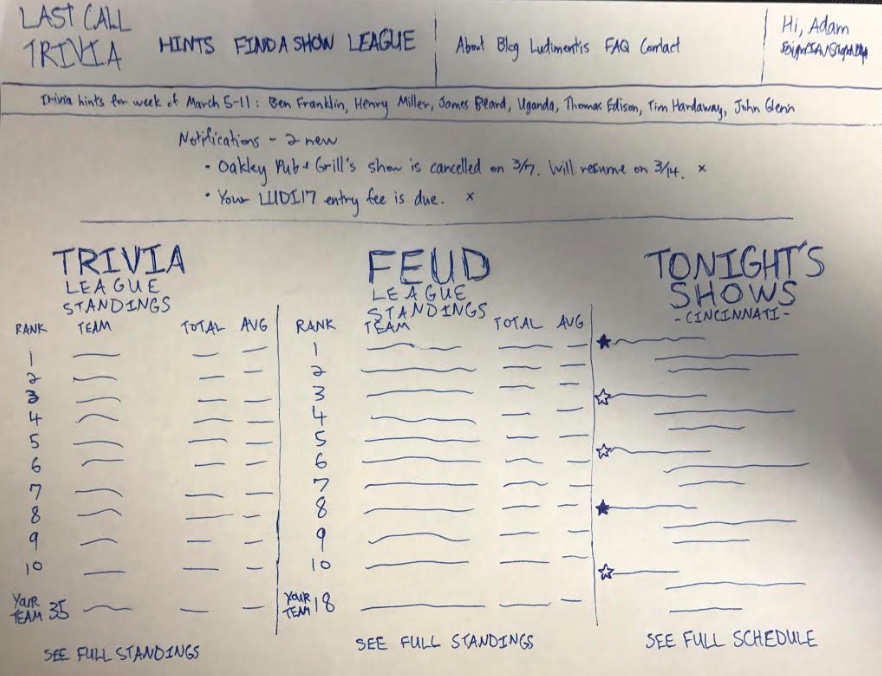 LAST CALL
TRIVIA
HINTS FIND A SHOW LEAGUE
About Blog Ludimentis FAQ Contact
Hi, Adam
Trivia hints for week of March 5-11: Ben Franklin, Henry Miller, James Beard, Uganda, Thomas Edison, Tim Hardaway, John Glenn
Notifications - 2 new
• Oakley Pub + Grill's show is cancelled on 3/7. Will resume on 3/14. x
• Your LUDI17 entry fee is due. x
TRIVIA
LEAGUE
STANDINGS
RANK TEAM TOTAL AVG
1
2
3
4
5
6
7
8
9
10
YOUR TEAM 35
SEE FULL STANDINGS
FEUD
LEAGUE
STANDINGS
RANK TEAM TOTAL AVG
1
2
3
4
5
6
7
8
9
10
YOUR TEAM 18
SEE FULL STANDINGS
TONIGHT'S
SHOWS
- CINCINNATI -
SEE FULL SCHEDULE